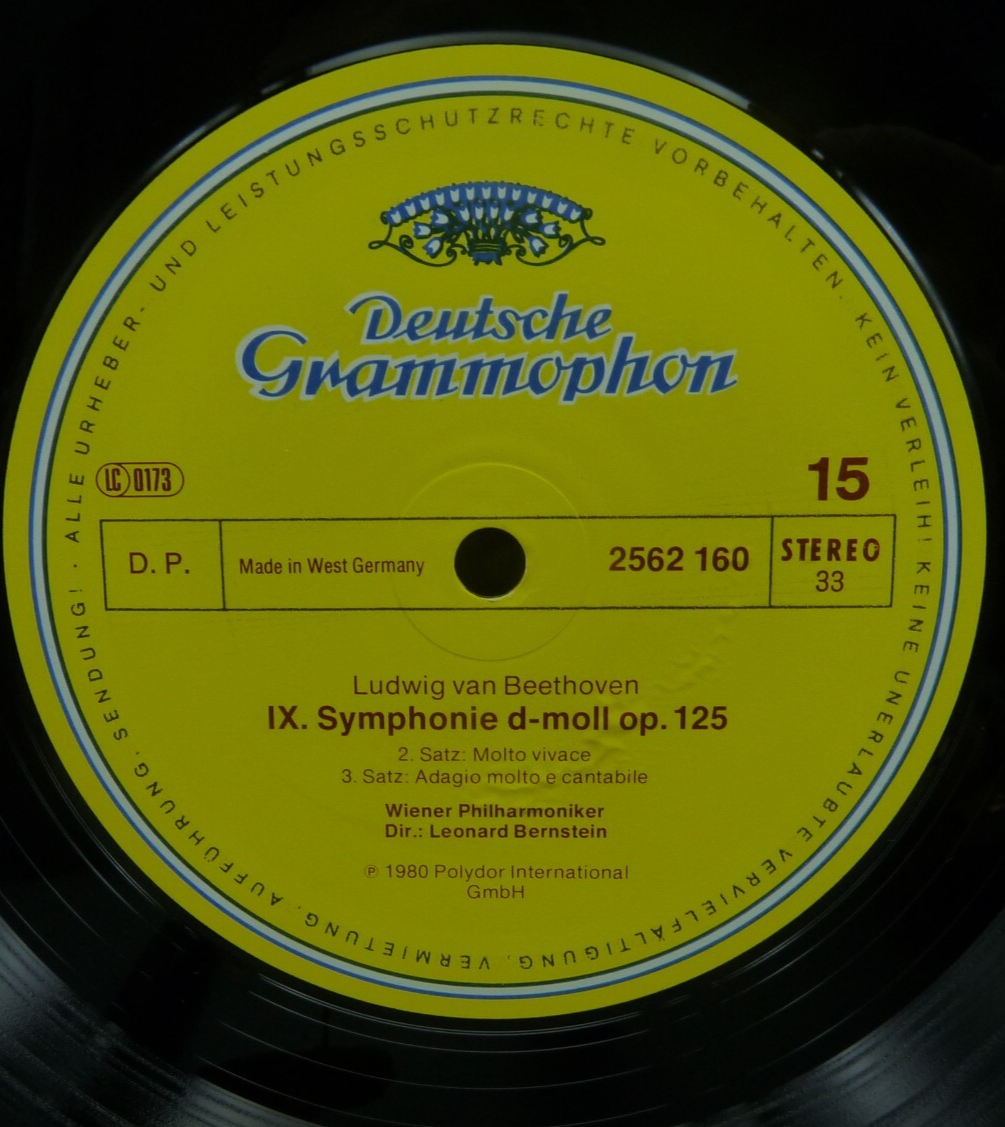 ALLE URHEBER- UND LEISTUNGSSCHUTZRECHTE VORBEHALTEN. KEIN VERLEIH! KEINE UNERLAUBTE VERVIELFÄLTIGUNG, VERMIETUNG, AUFFÜHRUNG, SENDUNG! ·
Deutsche
Grammophon
LC 0173
15
D. P.
Made in West Germany
2562 160
STEREO
33
Ludwig van Beethoven
IX. Symphonie d-moll op. 125
2. Satz: Molto vivace
3. Satz: Adagio molto e cantabile
Wiener Philharmoniker
Dir.: Leonard Bernstein
℗ 1980 Polydor International
GmbH